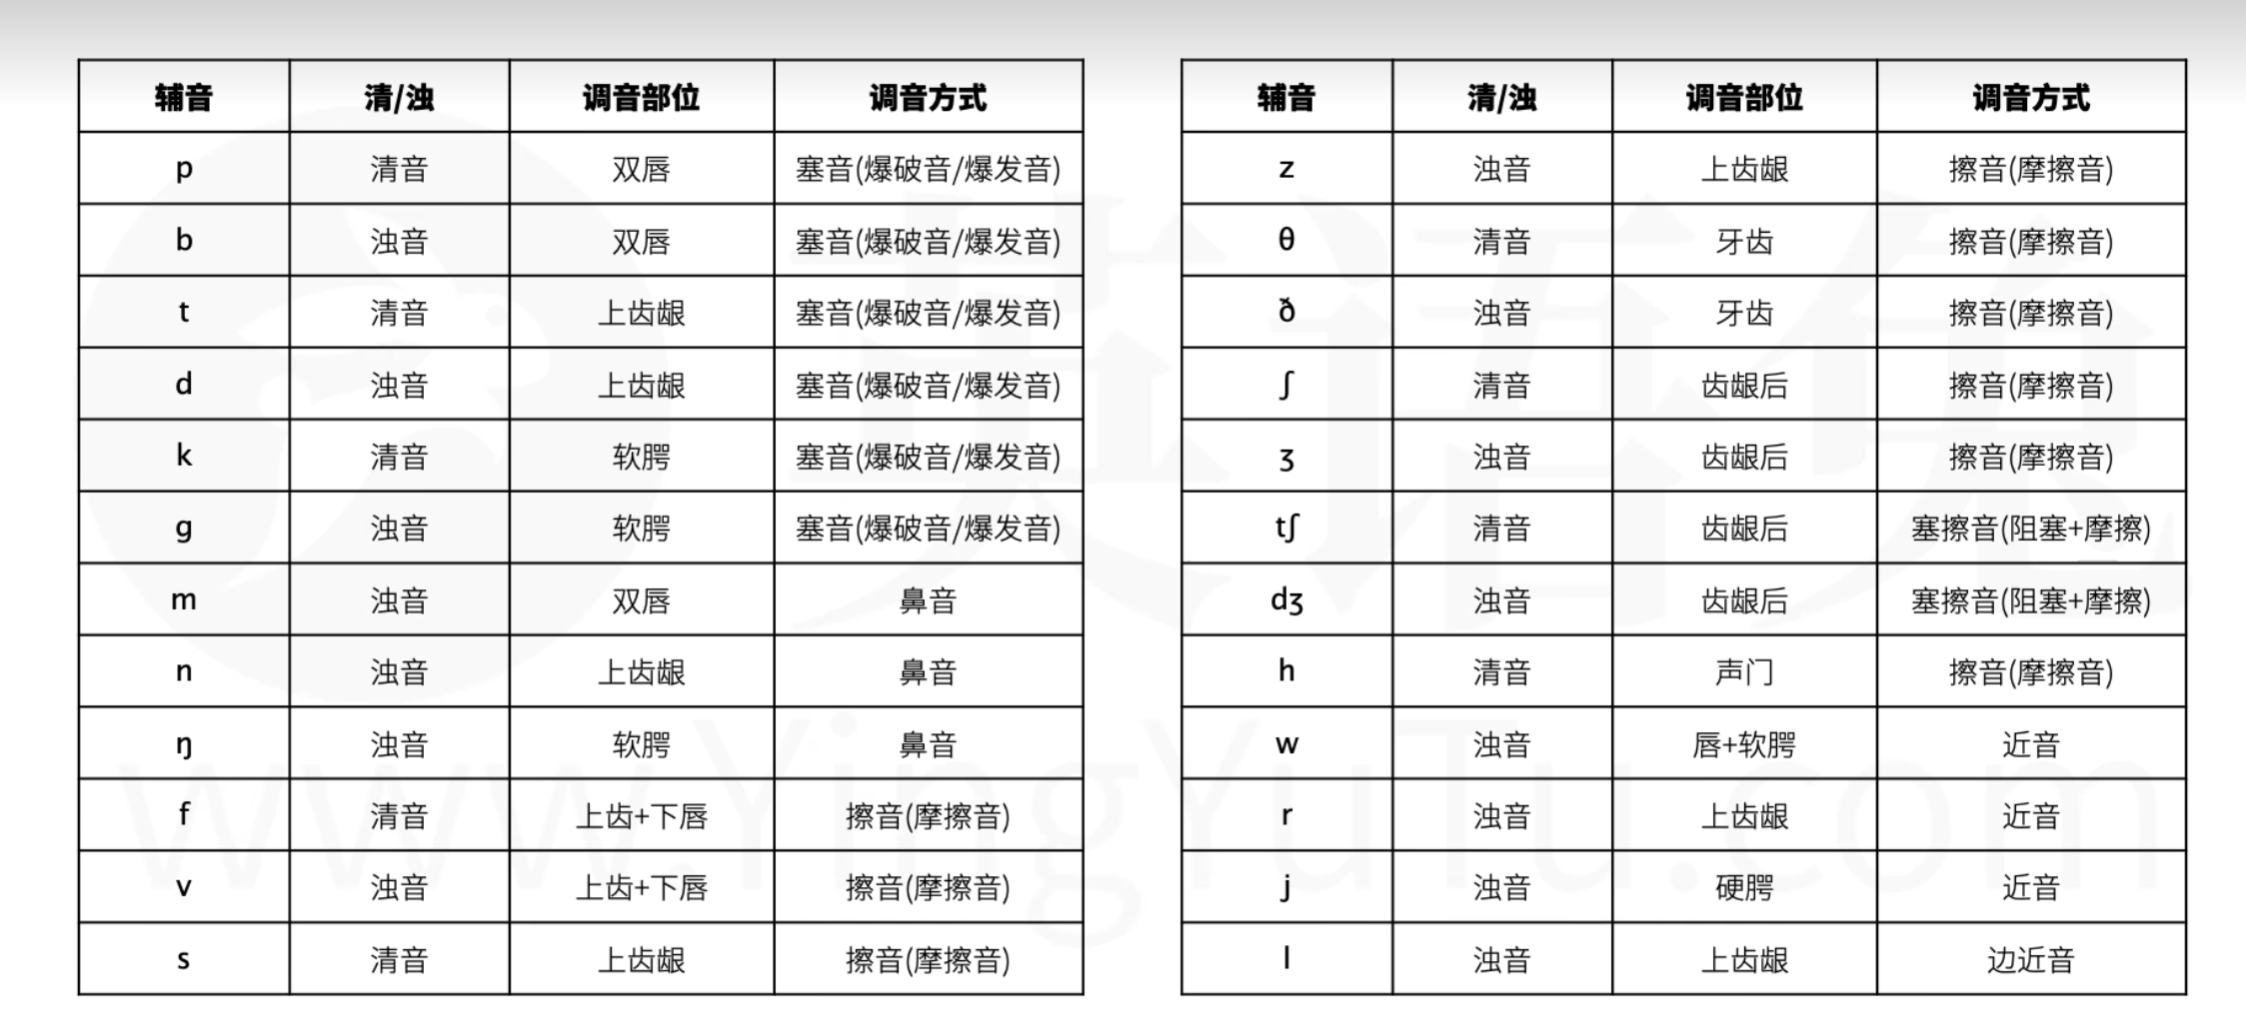 辅音 清/浊 调音部位 调音方式
p 清音 双唇 塞音(爆破音/爆发音)
b 浊音 双唇 塞音(爆破音/爆发音)
t 清音 上齿龈 塞音(爆破音/爆发音)
d 浊音 上齿龈 塞音(爆破音/爆发音)
k 清音 软腭 塞音(爆破音/爆发音)
g 浊音 软腭 塞音(爆破音/爆发音)
m 浊音 双唇 鼻音
n 浊音 上齿龈 鼻音
ŋ 浊音 软腭 鼻音
f 清音 上齿+下唇 擦音(摩擦音)
v 浊音 上齿+下唇 擦音(摩擦音)
s 清音 上齿龈 擦音(摩擦音)
辅音 清/浊 调音部位 调音方式
z 浊音 上齿龈 擦音(摩擦音)
θ 清音 牙齿 擦音(摩擦音)
ð 浊音 牙齿 擦音(摩擦音)
ʃ 清音 齿龈后 擦音(摩擦音)
ʒ 浊音 齿龈后 擦音(摩擦音)
tʃ 清音 齿龈后 塞擦音(阻塞+摩擦)
dʒ 浊音 齿龈后 塞擦音(阻塞+摩擦)
h 清音 声门 擦音(摩擦音)
w 浊音 唇+软腭 近音
r 浊音 上齿龈 近音
j 浊音 硬腭 近音
l 浊音 上齿龈 边近音
英语兔
www.YingYuTu.com